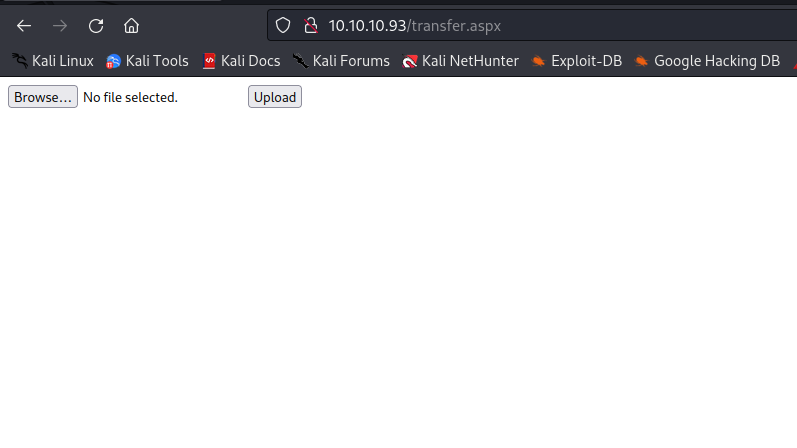 10.10.10.93/transfer.aspx
Kali Linux Kali Tools Kali Docs Kali Forums Kali NetHunter Exploit-DB Google Hacking DB
Browse... No file selected. Upload